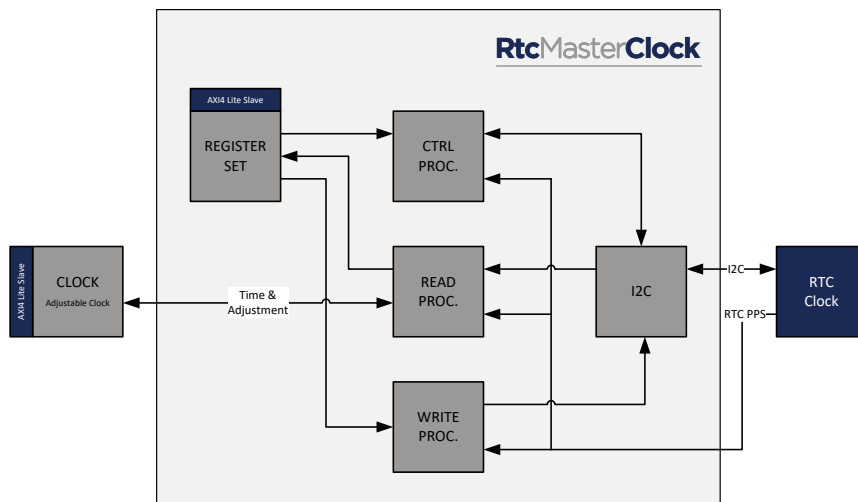 RtcMasterClock
AXI4 Lite Slave
REGISTER
SET
CTRL
PROC.
AXI4 Lite Slave
CLOCK
Adjustable Clock
Time &
Adjustment
READ
PROC.
I2C
I2C
RTC
Clock
RTC PPS
WRITE
PROC.